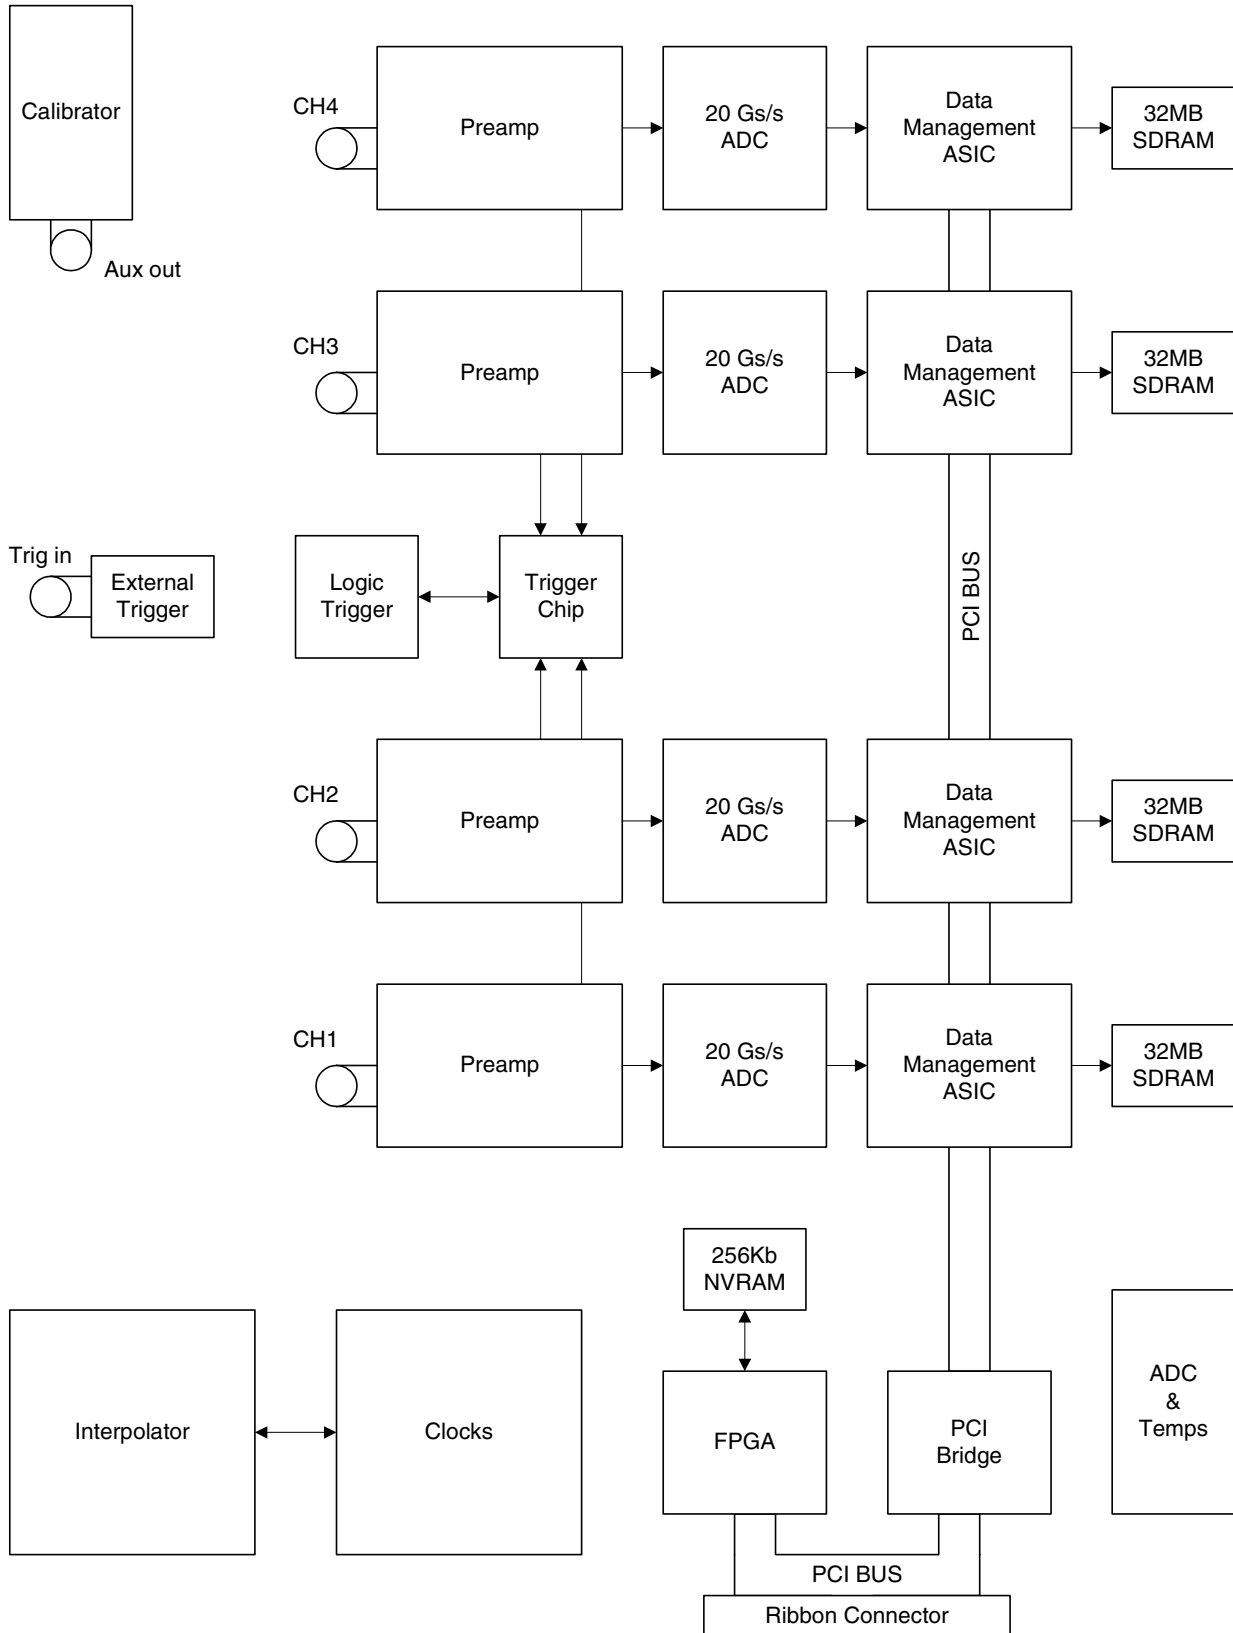 Calibrator
Aux out
CH4
Preamp
20 Gs/s
ADC
Data
Management
ASIC
32MB
SDRAM
CH3
Preamp
20 Gs/s
ADC
Data
Management
ASIC
32MB
SDRAM
Trig in
External
Trigger
Logic
Trigger
Trigger
Chip
PCI BUS
CH2
Preamp
20 Gs/s
ADC
Data
Management
ASIC
32MB
SDRAM
CH1
Preamp
20 Gs/s
ADC
Data
Management
ASIC
32MB
SDRAM
256Kb
NVRAM
Interpolator
Clocks
FPGA
PCI
Bridge
ADC
&
Temps
PCI BUS
Ribbon Connector